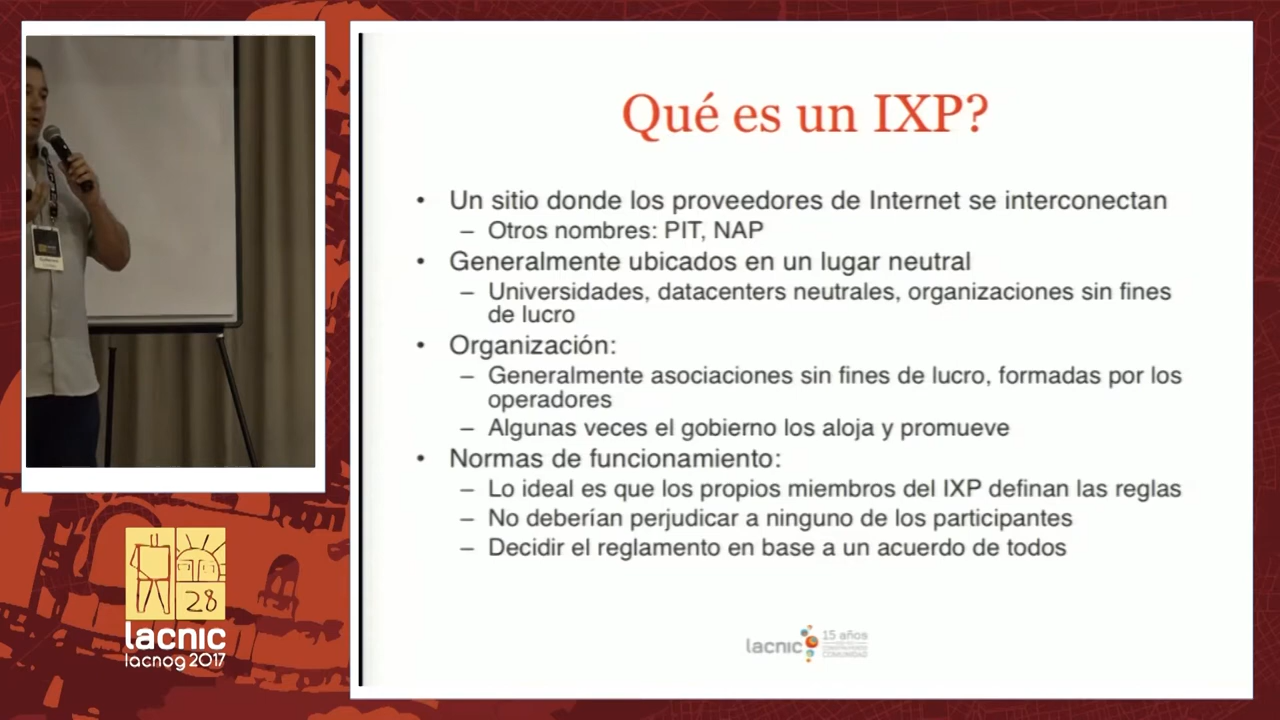 Qué es un IXP?
• Un sitio donde los proveedores de Internet se interconectan
– Otros nombres: PIT, NAP
• Generalmente ubicados en un lugar neutral
– Universidades, datacenters neutrales, organizaciones sin fines
de lucro
• Organización:
– Generalmente asociaciones sin fines de lucro, formadas por los
operadores
– Algunas veces el gobierno los aloja y promueve
• Normas de funcionamiento:
– Lo ideal es que los propios miembros del IXP definan las reglas
– No deberían perjudicar a ninguno de los participantes
– Decidir el reglamento en base a un acuerdo de todos
lacnic 15 años
28
lacnic
lacnog 2017